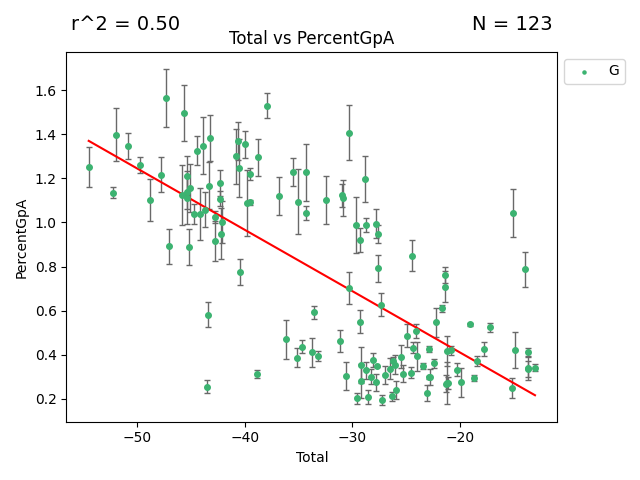 r^2 = 0.50
N = 123
Total vs PercentGpA
G
1.6
1.4
1.2
1.0
0.8
0.6
0.4
0.2
PercentGpA
−50
−40
−30
−20
Total